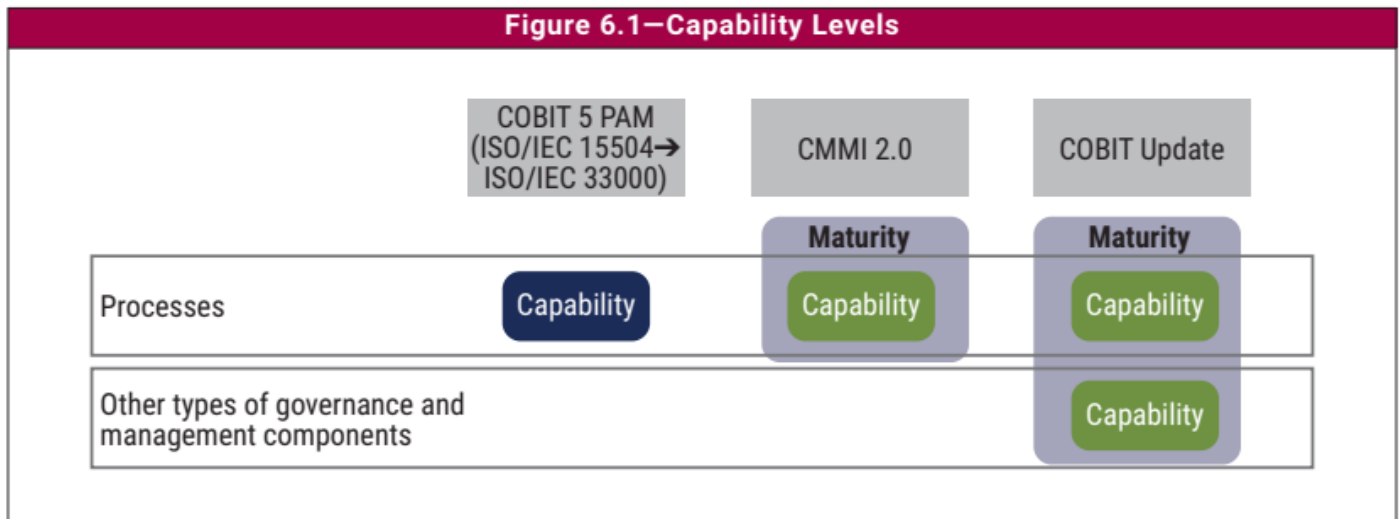 Figure 6.1—Capability Levels
COBIT 5 PAM
(ISO/IEC 15504➔
ISO/IEC 33000)
CMMI 2.0
COBIT Update
Maturity
Maturity
Processes
Capability
Capability
Capability
Other types of governance and
management components
Capability